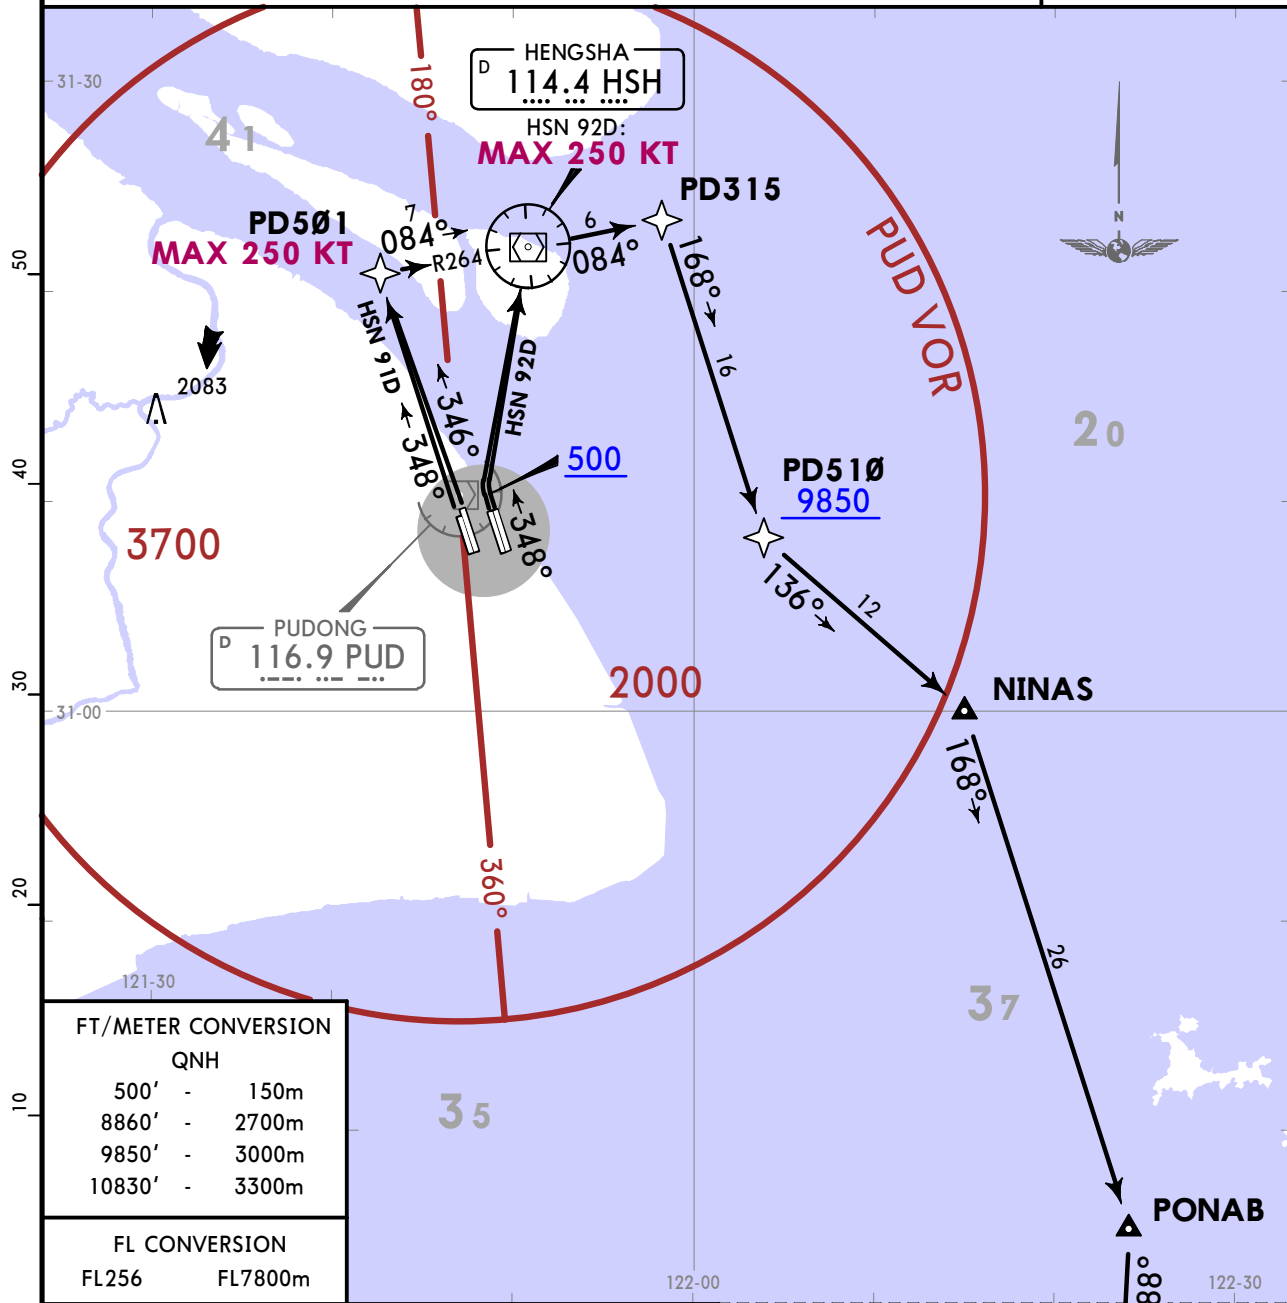 31-30
41
180°
HENGSHA
D
114.4 HSH
HSN 92D:
MAX 250 KT
N
PD315
PD5Ø1
MAX 250 KT
7
084°
R264
6
084°
168°
16
PUD VOR
50
2083
HSN 91D
348°
346°
HSN 92D
500
348°
40
20
PD51Ø
9850
136°
12
3700
PUDONG
D
116.9 PUD
2000
30
31-00
NINAS
168°
26
360°
20
121-30
37
35
10
FT/METER CONVERSION
QNH
500' - 150m
8860' - 2700m
9850' - 3000m
10830' - 3300m
FL CONVERSION
FL256 FL7800m
PONAB
88°
122-00
122-30